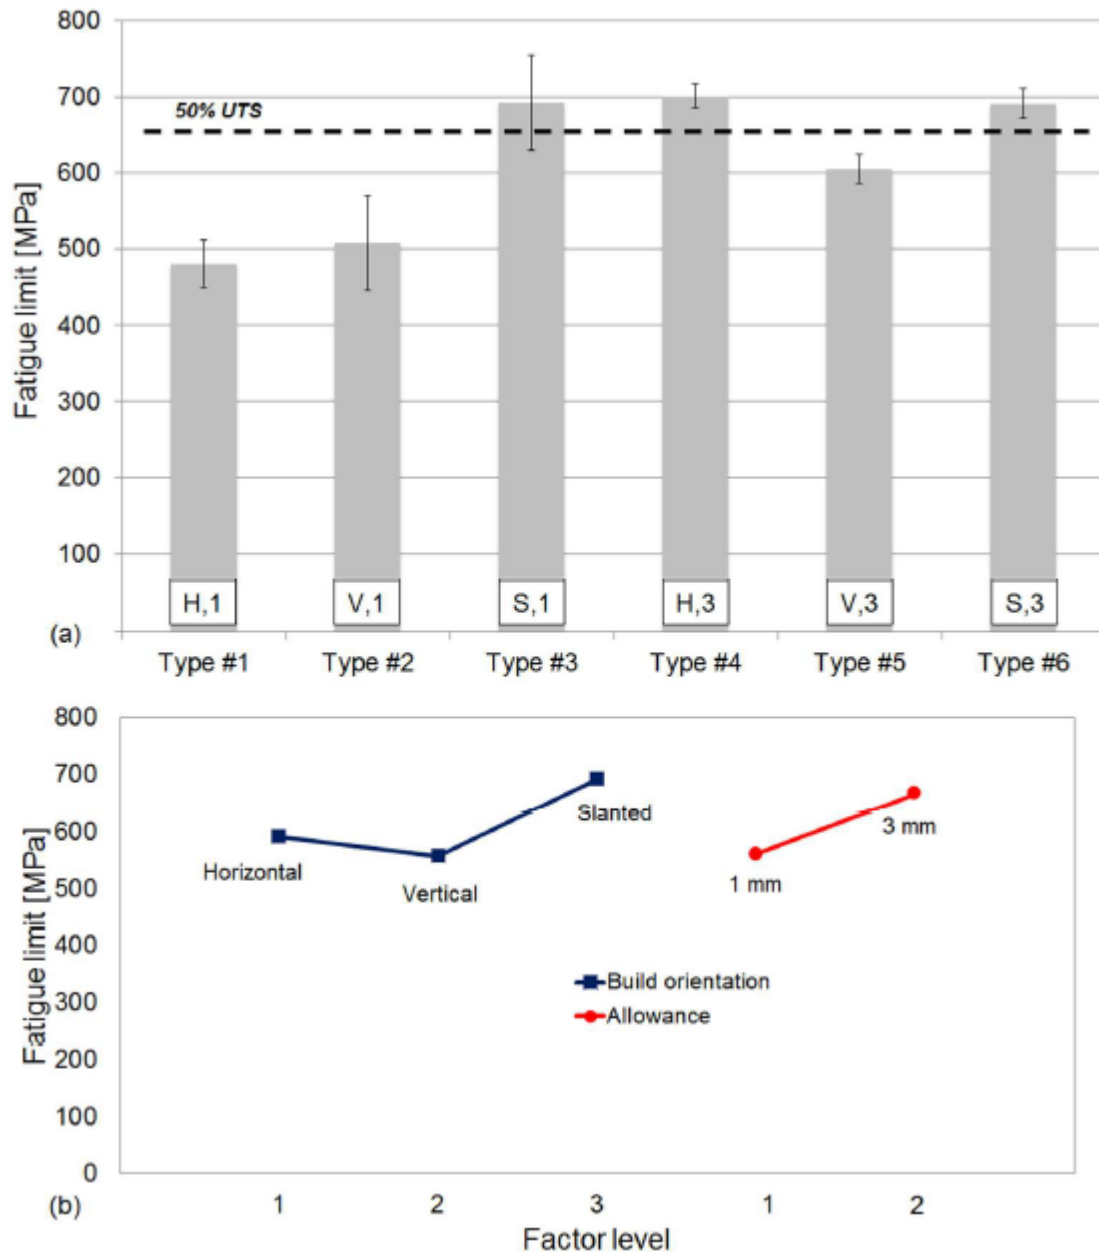 800
700
600
500
400
300
200
100
Fatigue limit [MPa]
50% UTS
H,1 V,1 S,1 H,3 V,3 S,3
(a)
Type #1 Type #2 Type #3 Type #4 Type #5 Type #6
800
700
600
500
400
300
200
100
0
Fatigue limit [MPa]
Horizontal
Vertical
Slanted
1 mm
3 mm
Build orientation
Allowance
(b)
1 2 3 1 2
Factor level